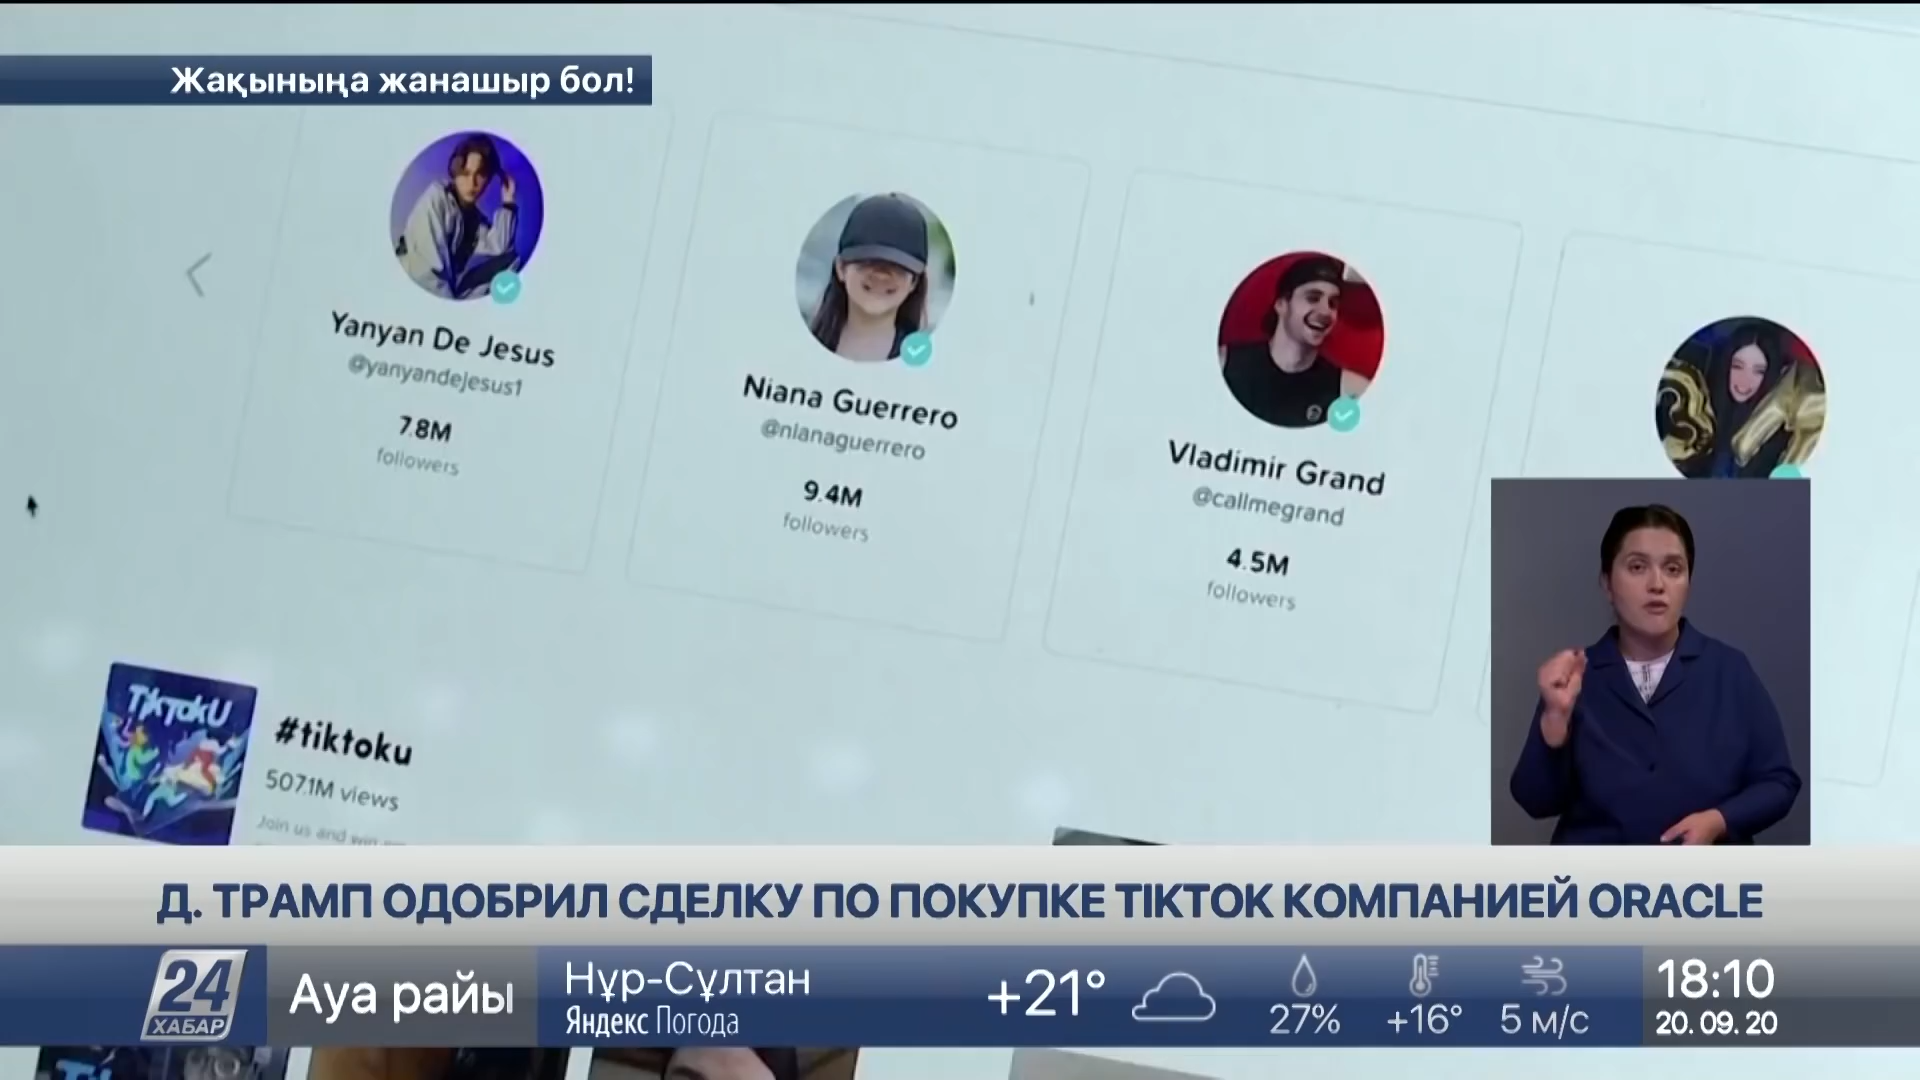 Жақыныңа жанашыр бол!
Yanyan De Jesus
@yanyandejesus1
7.8M
followers
Niana Guerrero
@nianaguerrero
9.4M
followers
Vladimir Grand
@callmegrand
4.5M
followers
TikTokU
#tiktoku
507.1M views
Join us and win
Д. ТРАМП ОДОБРИЛ СДЕЛКУ ПО ПОКУПКЕ TIKTOK КОМПАНИЕЙ ORACLE
24
ХАБАР
Ауа райы
Нұр-Сұлтан
Яндекс Погода
+21°
27%
+16°
5 м/с
18:10
20.09.20